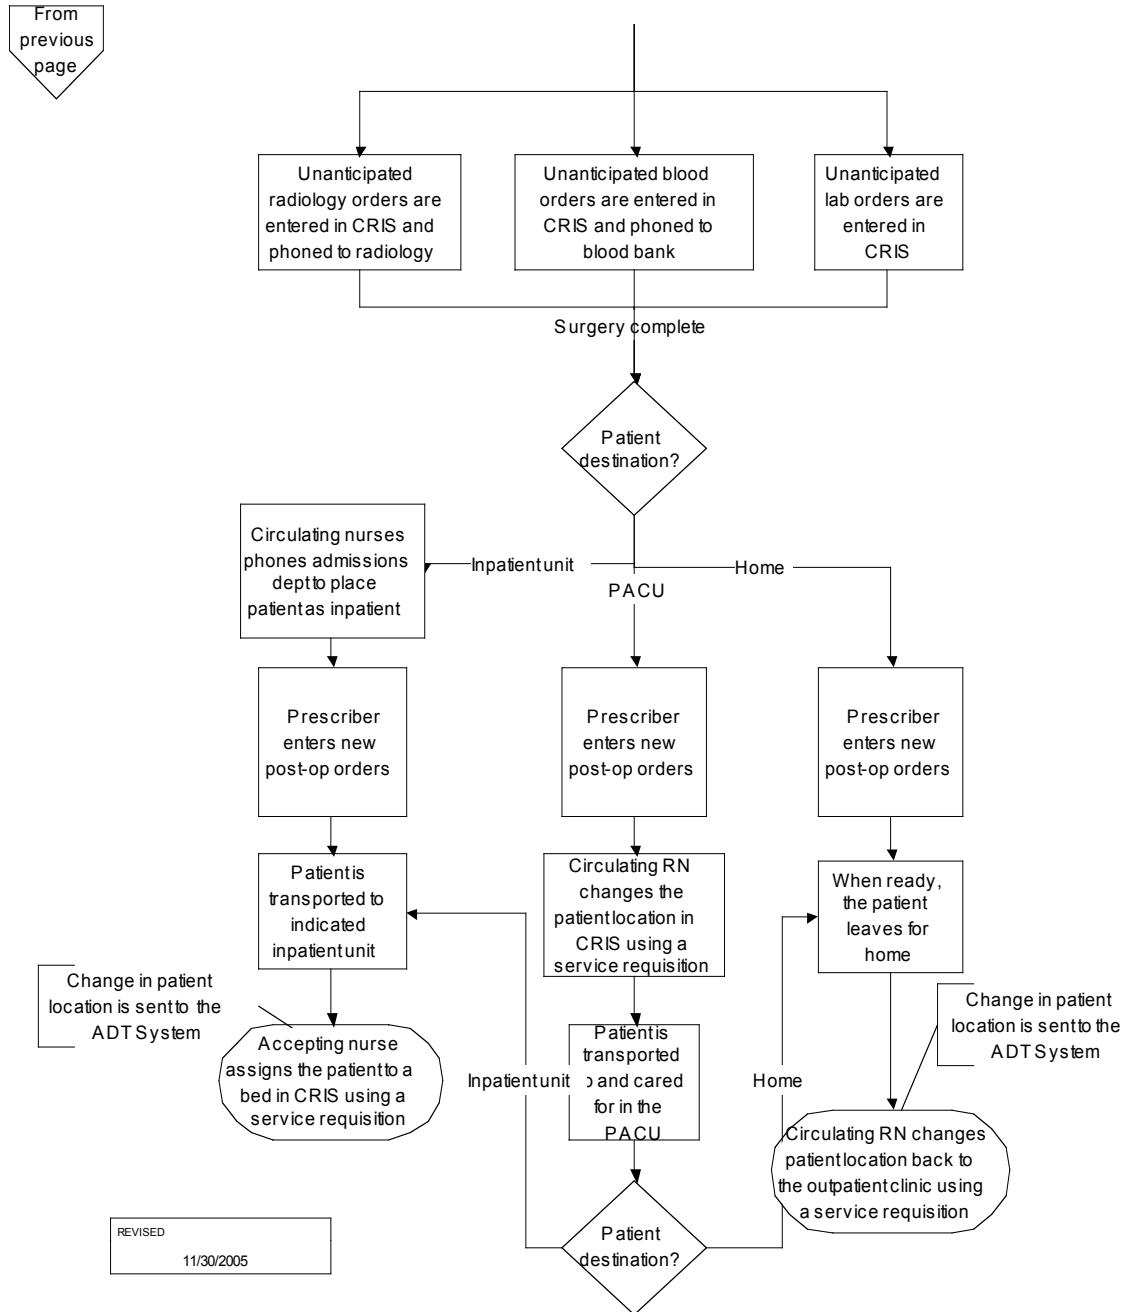 From
previous
page
Unanticipated
radiology orders are
entered in CRIS and
phoned to radiology
Unanticipated blood
orders are entered in
CRIS and phoned to
blood bank
Unanticipated
lab orders are
entered in
CRIS
Surgery complete
Patient
destination?
Circulating nurses
phones admissions
dept to place
patient as inpatient
Inpatient unit
PACU
Home
Prescriber
enters new
post-op orders
Prescriber
enters new
post-op orders
Prescriber
enters new
post-op orders
Patient is
transported to
indicated
inpatient unit
Circulating RN
changes the
patient location in
CRIS using a
service requisition
When ready,
the patient
leaves for
home
Change in patient
location is sent to the
ADT System
Change in patient
location is sent to the
ADT System
Accepting nurse
assigns the patient to a
bed in CRIS using a
service requisition
Inpatient unit
Patient is
transported
and cared
for in the
PACU
Home
Circulating RN changes
patient location back to
the outpatient clinic using
a service requisition
Patient
destination?
REVISED
11/30/2005